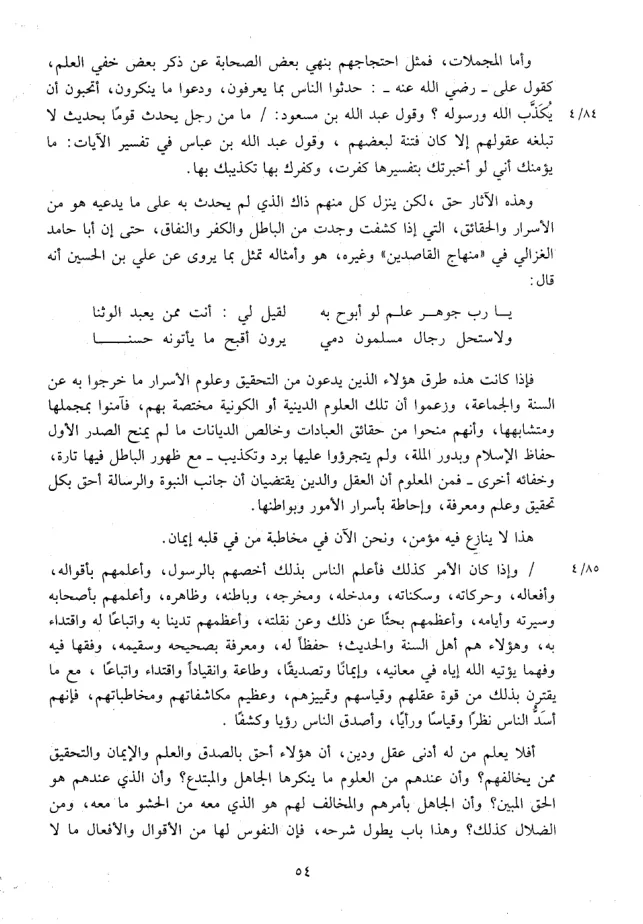 وأما المجملات، فمثل احتجاجهم بنهي بعض الصحابة عن ذكر بعض خفي العلم،
كقول على ـ رضي الله عنه ـ : حدثوا الناس بما يعرفون، ودعوا ما ينكرون، أتحبون أن
٤/٨٤ يُكَذَّب الله ورسوله ؟ وقول عبد الله بن مسعود: / ما من رجل يحدث قومًا بحديث لا
تبلغه عقولهم إلا كان فتنة لبعضهم ، وقول عبد الله بن عباس في تفسير الآيات: ما
يؤمنك أني لو أخبرتك بتفسيرها كفرت، وكفرك بها تكذيبك بها.
وهذه الآثار حق ،لكن ينزل كل منهم ذاك الذي لم يحدث به على ما يدعيه هو من
الأسرار والحقائق، التي إذا كشفت وجدت من الباطل والكفر والنفاق، حتى إن أبا حامد
الغزالي في «منهاج القاصدين» وغيره، هو وأمثاله تمثل بما يروى عن علي بن الحسين أنه
قال:
يـا رب جوهـر علـم لو أبوح به لقيل لي : أنت ممن يعبد الوثنا
ولاستحل رجال مسلمون دمي يرون أقبح ما يأتونه حسنـــــا
فإذا كانت هذه طرق هؤلاء الذين يدعون من التحقيق وعلوم الأسرار ما خرجوا به عن
السنة والجماعة، وزعموا أن تلك العلوم الدينية أو الكونية مختصة بهم، فآمنوا بمجملها
ومتشابهها، وأنهم منحوا من حقائق العبادات وخالص الديانات ما لم يمنح الصدر الأول
حفاظ الإسلام وبدور الملة، ولم يتجرؤوا عليها برد وتكذيب ـ مع ظهور الباطل فيها تارة،
وخفائه أخرى ـ فمن المعلوم أن العقل والدين يقتضيان أن جانب النبوة والرسالة أحق بكل
تحقيق وعلم ومعرفة، وإحاطة بأسرار الأمور وبواطنها.
هذا لا ينازع فيه مؤمن، ونحن الآن في مخاطبة من في قلبه إيمان.
٤/٨٥ / وإذا كان الأمر كذلك فأعلم الناس بذلك أخصهم بالرسول، وأعلمهم بأقواله،
وأفعاله، وحركاته، وسكناته، ومدخله، ومخرجه، وباطنه، وظاهره، وأعلمهم بأصحابه
وسيرته وأيامه، وأعظمهم بحثًا عن ذلك وعن نقلته، وأعظمهم تدينا به واتباعًا له واقتداء
به، وهؤلاء هم أهل السنة والحديث؛ حفظًا له، ومعرفة بصحيحه وسقيمه، وفقها فيه
وفهما يؤتيه الله إياه في معانيه، وإيمانًا وتصديقًا، وطاعة وانقيادًا واقتداء واتباعًا ، مع ما
يقترن بذلك من قوة عقلهم وقياسهم وتمييزهم، وعظيم مكاشفاتهم ومخاطباتهم، فإنهم
أسَدُّ الناس نظرًا وقياسًا ورأيًا، وأصدق الناس رؤيا وكشفًا .
أفلا يعلم من له أدنى عقل ودين، أن هؤلاء أحق بالصدق والعلم والإيمان والتحقيق
ممن يخالفهم؟ وأن عندهم من العلوم ما ينكرها الجاهل والمبتدع؟ وأن الذي عندهم هو
الحق المبين؟ وأن الجاهل بأمرهم والمخالف لهم هو الذي معه من الحشو ما معه، ومن
الضلال كذلك؟ وهذا باب يطول شرحه، فإن النفوس لها من الأقوال والأفعال ما لا
٥٤